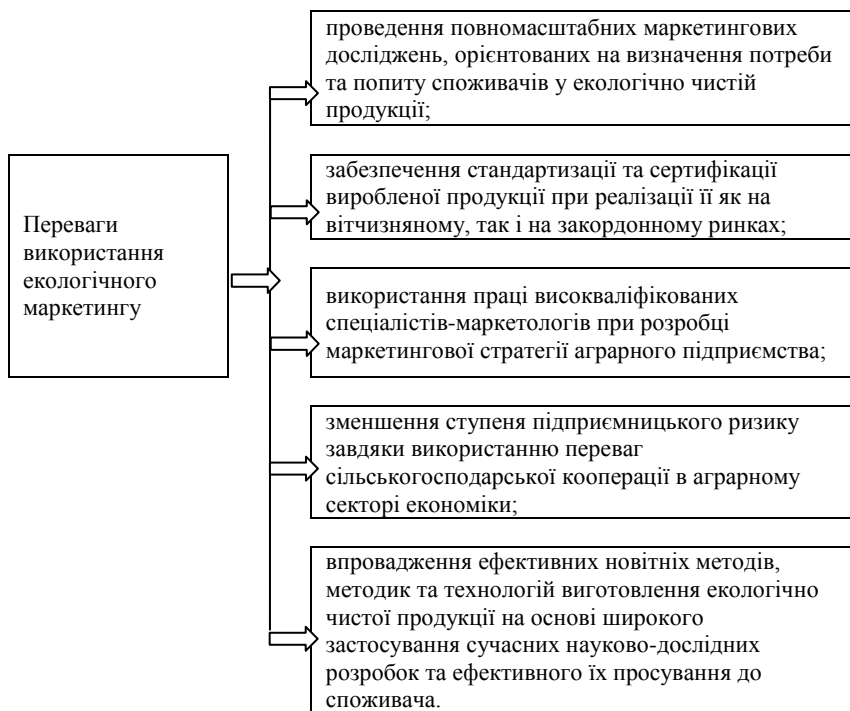 проведення повномасштабних маркетингових
досліджень, орієнтованих на визначення потреби
та попиту споживачів у екологічно чистій
продукції;
забезпечення стандартизації та сертифікації
виробленої продукції при реалізації її як на
вітчизняному, так і на закордонному ринках;
Переваги
використання
екологічного
маркетингу
використання праці висококваліфікованих
спеціалістів-маркетологів при розробці
маркетингової стратегії аграрного підприємства;
зменшення ступеня підприємницького ризику
завдяки використанню переваг
сільськогосподарської кооперації в аграрному
секторі економіки;
впровадження ефективних новітніх методів,
методик та технологій виготовлення екологічно
чистої продукції на основі широкого
застосування сучасних науково-дослідних
розробок та ефективного їх просування до
споживача.